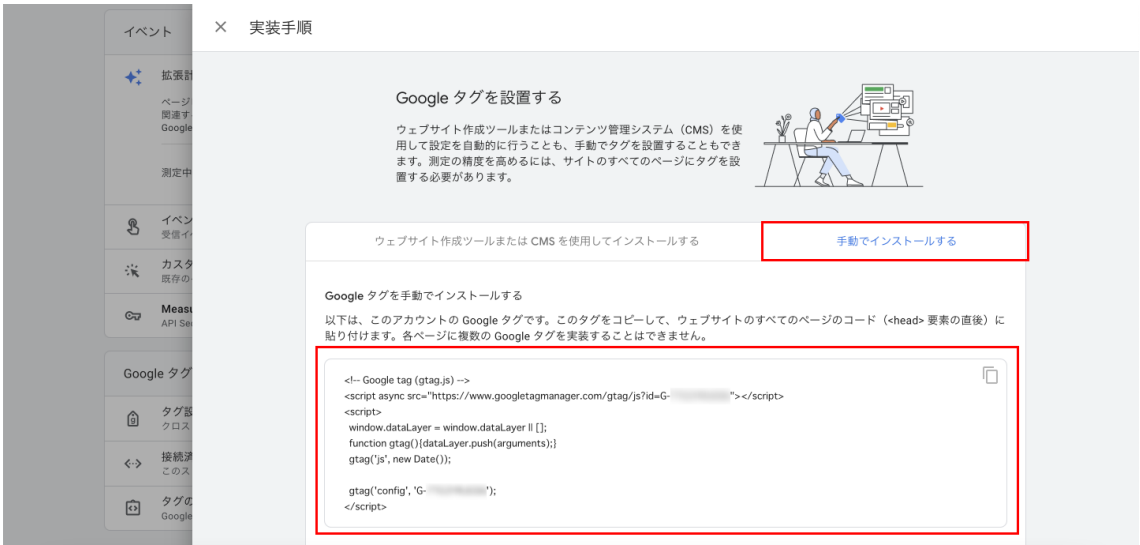 イベント
× 実装手順
拡張計
ページ
関連す
Google
測定中
イベン
受信イ
カスタ
既存の
Measu
API Se
Google タグ
タグ設
クロス
接続済
このス
タグの
Google
Google タグを設置する
ウェブサイト作成ツールまたはコンテンツ管理システム（CMS）を使
用して設定を自動的に行うことも、手動でタグを設置することもでき
ます。測定の精度を高めるには、サイトのすべてのページにタグを設
置する必要があります。
ウェブサイト作成ツールまたは CMS を使用してインストールする
手動でインストールする
Google タグを手動でインストールする
以下は、このアカウントの Google タグです。このタグをコピーして、ウェブサイトのすべてのページのコード（<head> 要素の直後）に
貼り付けます。各ページに複数の Google タグを実装することはできません。
<!-- Google tag (gtag.js) -->
<script async src="https://www.googletagmanager.com/gtag/js?id=G- "></script>
<script>
window.dataLayer = window.dataLayer || [];
function gtag(){dataLayer.push(arguments);}
gtag('js', new Date());
gtag('config', 'G- ');
</script>